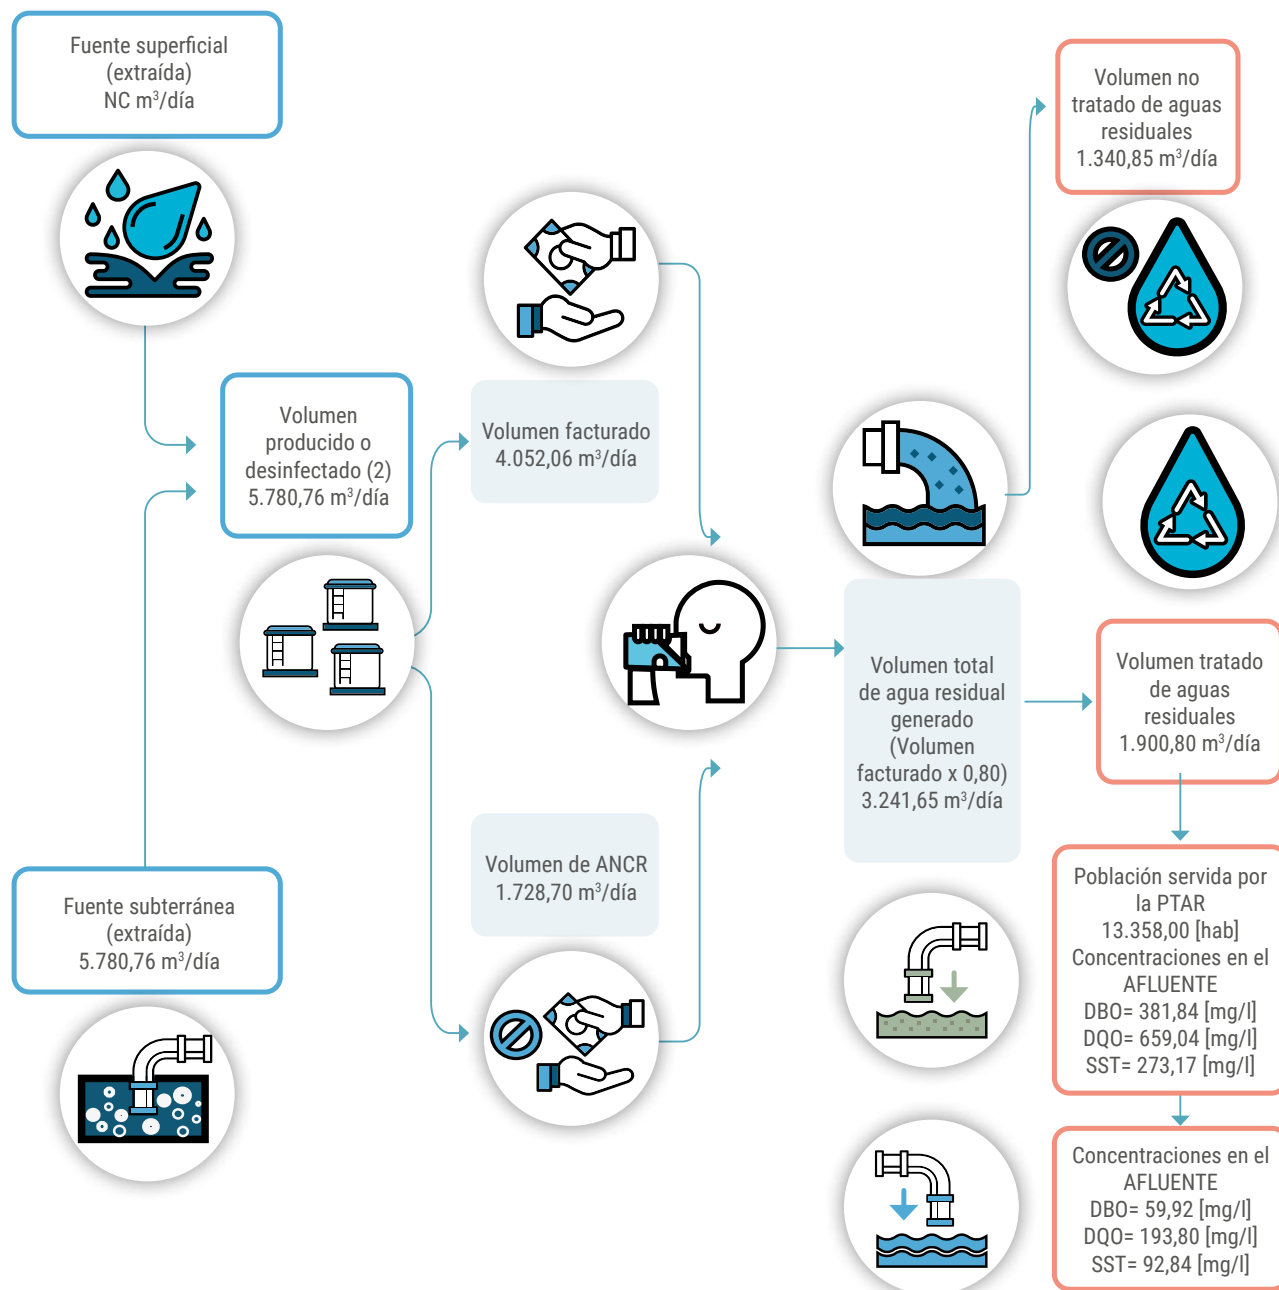 Fuente superficial
(extraída)
NC m³/día
Volumen
producido o
desinfectado (2)
5.780,76 m³/día
Fuente subterránea
(extraída)
5.780,76 m³/día
Volumen facturado
4.052,06 m³/día
Volumen de ANCR
1.728,70 m³/día
Volumen total
de agua residual
generado
(Volumen
facturado x 0,80)
3.241,65 m³/día
Volumen no
tratado de aguas
residuales
1.340,85 m³/día
Volumen tratado
de aguas
residuales
1.900,80 m³/día
Población servida por
la PTAR
13.358,00 [hab]
Concentraciones en el
AFLUENTE
DBO= 381,84 [mg/l]
DQO= 659,04 [mg/l]
SST= 273,17 [mg/l]
Concentraciones en el
AFLUENTE
DBO= 59,92 [mg/l]
DQO= 193,80 [mg/l]
SST= 92,84 [mg/l]